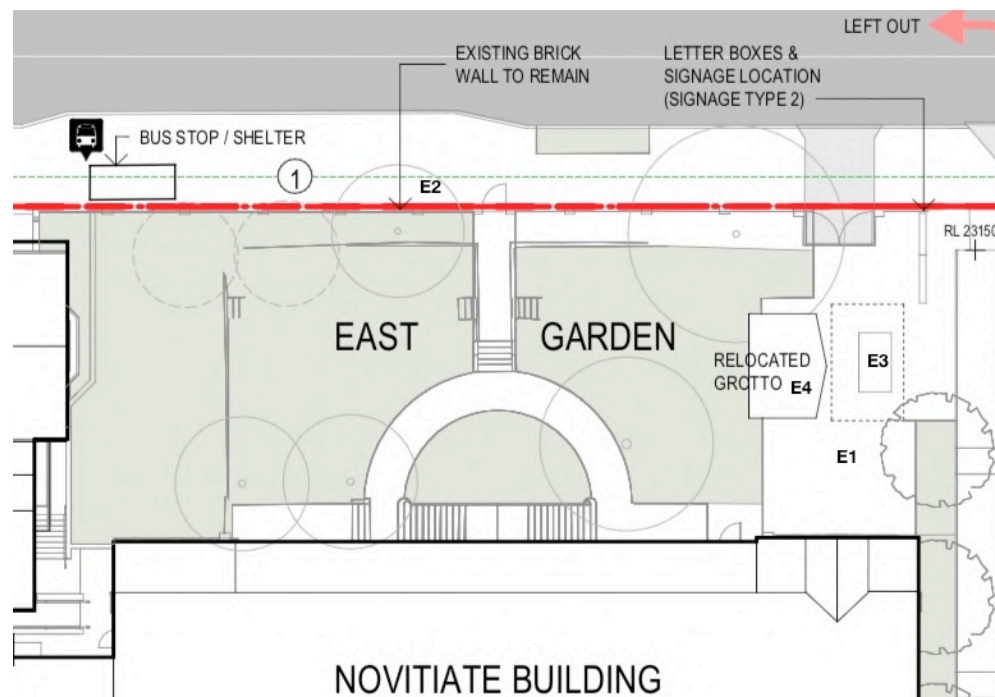 LEFT OUT
EXISTING BRICK
WALL TO REMAIN
LETTER BOXES &
SIGNAGE LOCATION
(SIGNAGE TYPE 2)
BUS STOP / SHELTER
1
E2
RL 23150
EAST GARDEN
RELOCATED
GROTTO
E4
E3
E1
NOVITIATE BUILDING